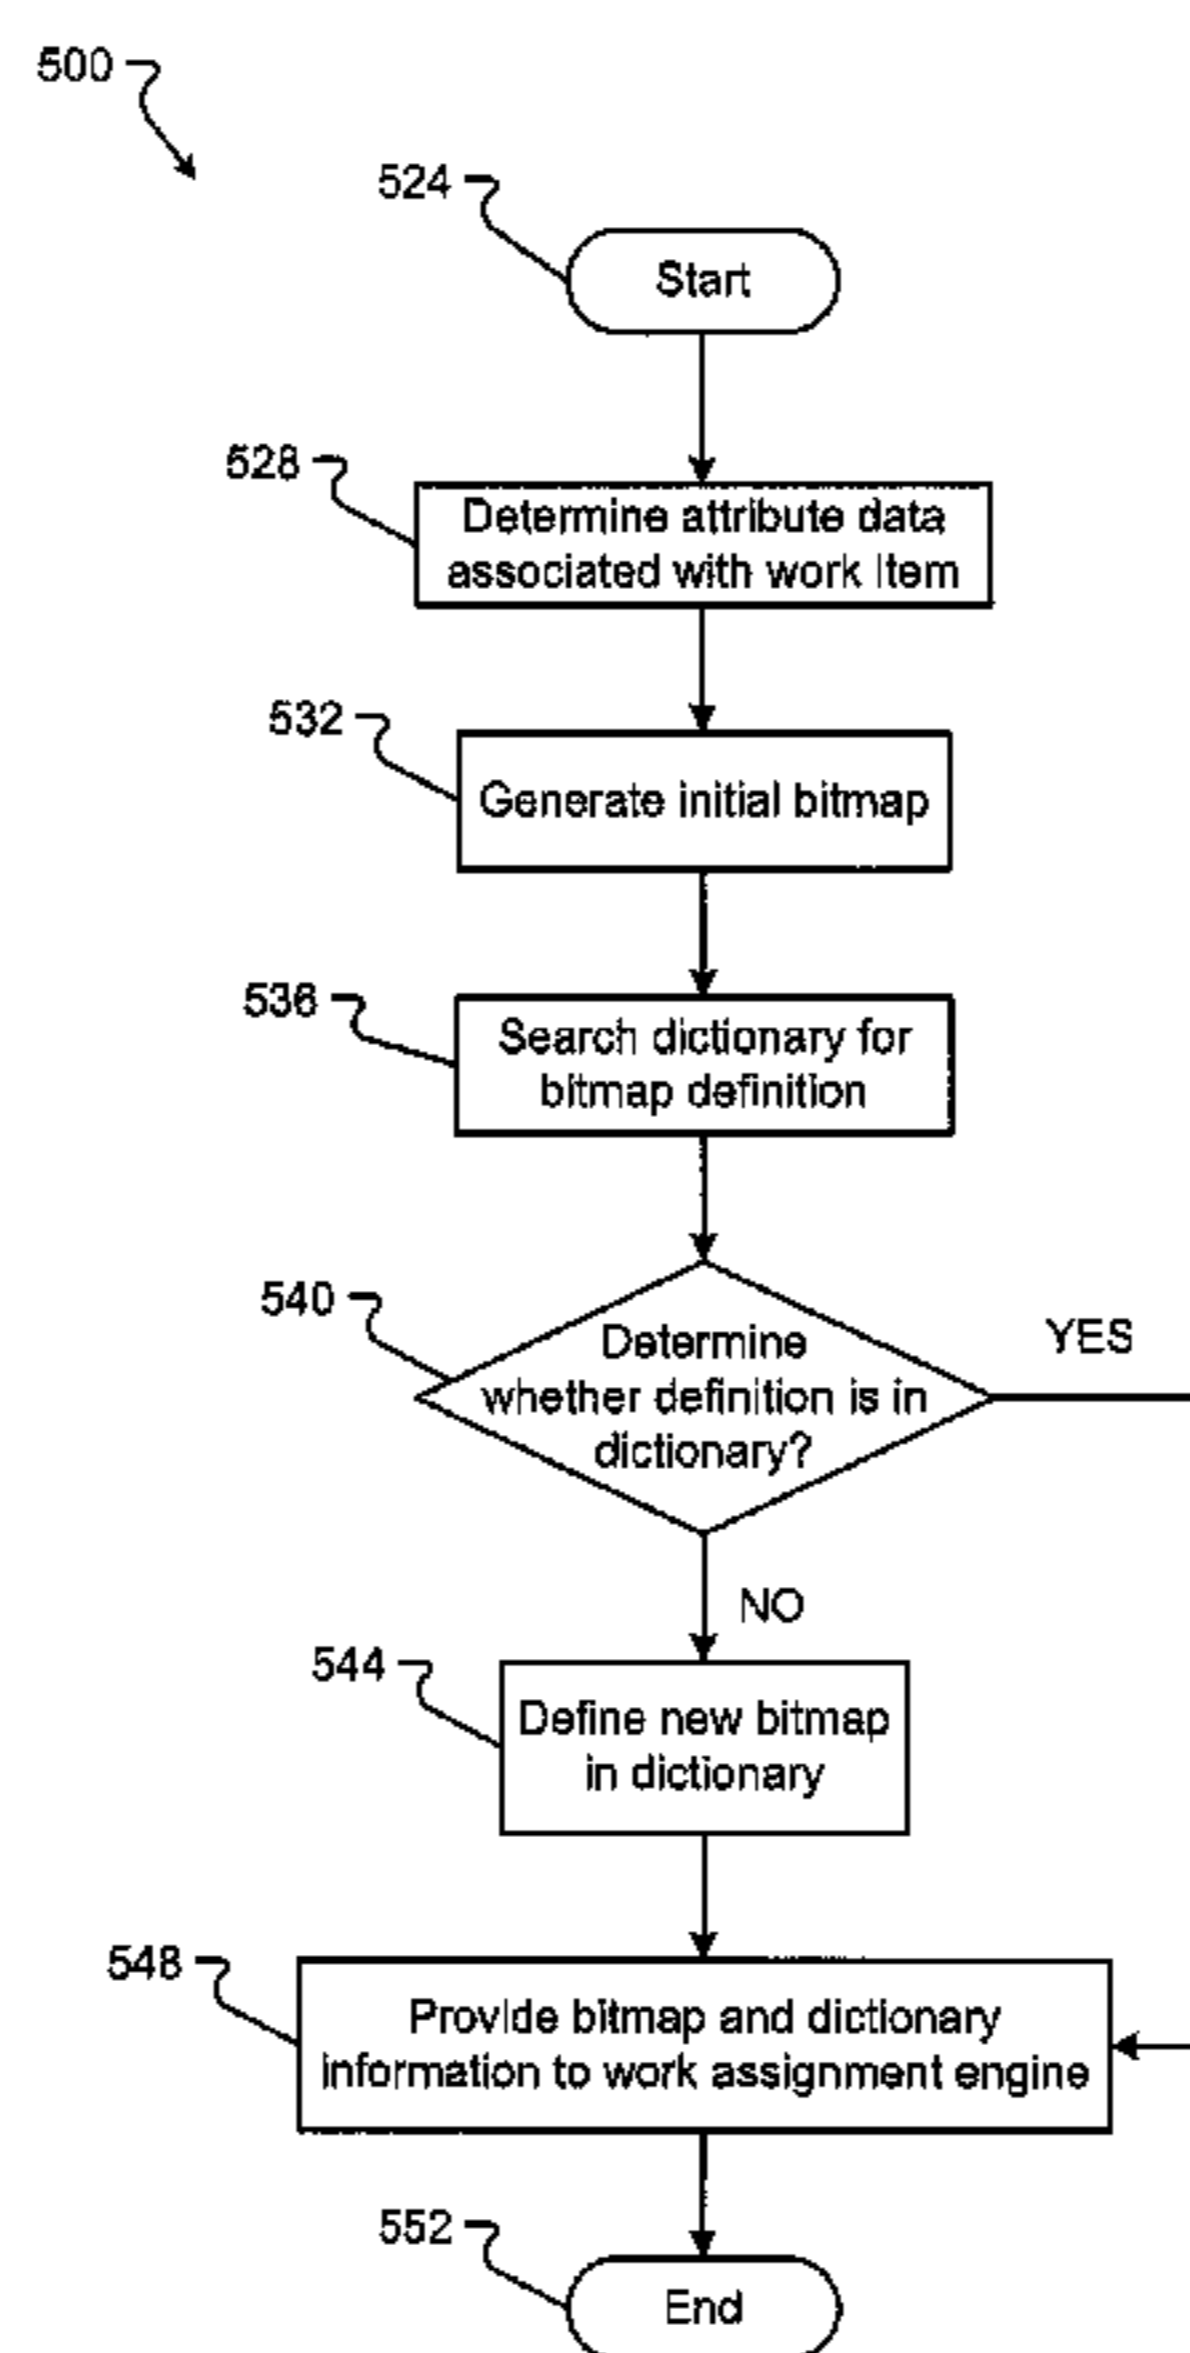 500
524
Start
528
Determine attribute data
associated with work Item
532
Generate initial bitmap
536
Search dictionary for
bitmap definition
540
Determine
whether definition is in
dictionary?
YES
NO
544
Define new bitmap
in dictionary
548
Provide bitmap and dictionary
information to work assignment engine
552
End